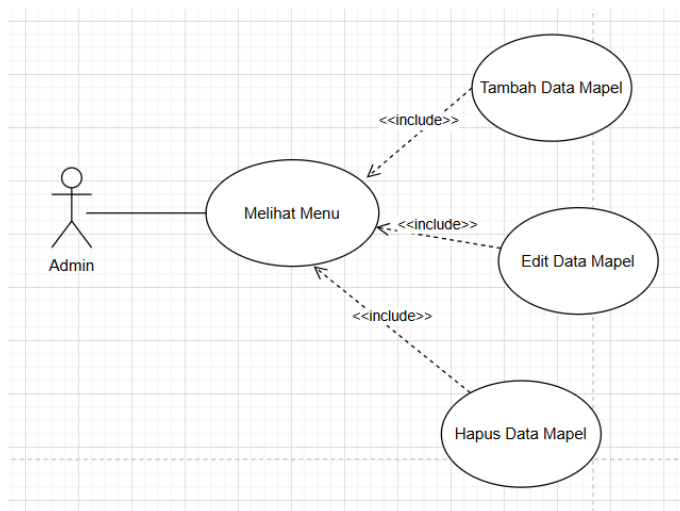 Tambah Data Mapel
<<include>>
Melihat Menu
<<include>>
Admin
Edit Data Mapel
<<include>>
Hapus Data Mapel